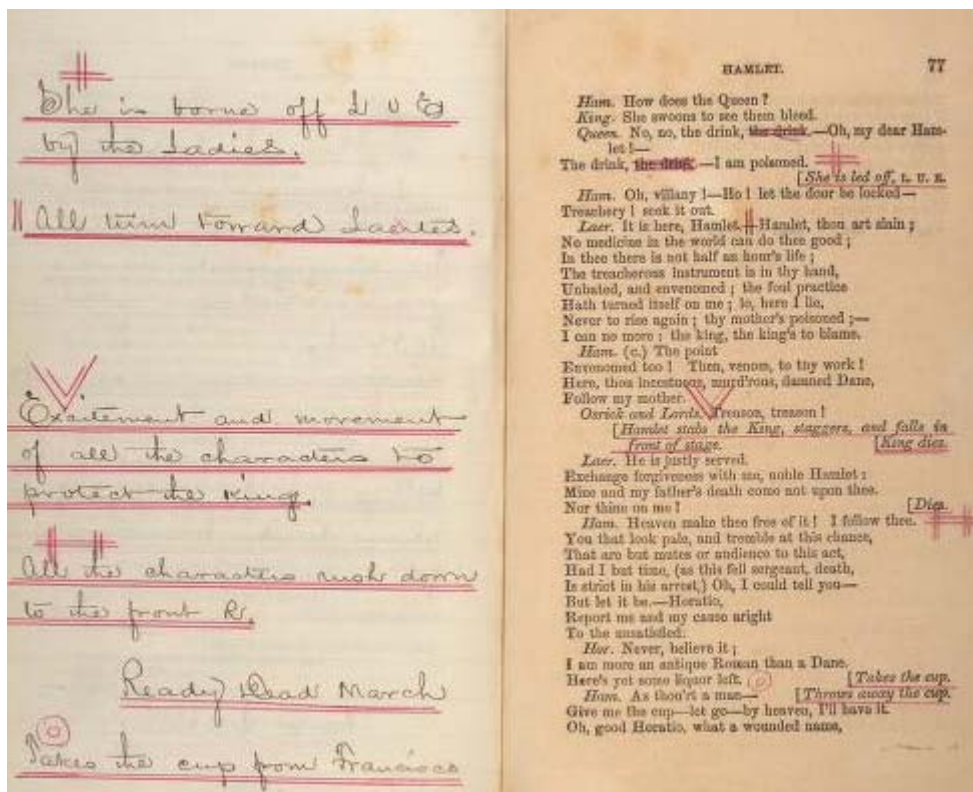 She is borne off L U E
by the Ladies.
All turn toward Laertes.
Excitement and movement
of all the characters to
protect the King.
All the characters rush down
to the front R.
Ready Dead March
Takes the cup from Francisco
HAMLET. 77
Ham. How does the Queen?
King. She swoons to see them bleed.
Queen. No, no, the drink, the drink.—Oh, my dear Ham-
let!—
The drink, the drink—I am poisoned.
[She is led off, L. U. E.
Ham. Oh, villany!—Ho! let the door be locked—
Treachery! seek it out.
Laer. It is here, Hamlet.—Hamlet, thou art slain;
No medicine in the world can do thee good;
In thee there is not half an hour's life;
The treacherous instrument is in thy hand,
Unbated, and envenomed; the foul practice
Hath turned itself on me; lo, here I lie,
Never to rise again; thy mother's poisoned;—
I can no more: the king, the king's to blame.
Ham. (C.) The point
Envenomed too! Then, venom, to thy work!
Here, thou incestuous, murd'rous, damned Dane,
Follow my mother.
Osrick and Lords. Treason, treason!
[Hamlet stabs the King, staggers, and falls in
front of stage. [King dies.
Laer. He is justly served.
Exchange forgiveness with me, noble Hamlet:
Mine and my father's death come not upon thee.
Nor thine on me! [Dies.
Ham. Heaven make thee free of it! I follow thee.
You that look pale, and tremble at this chance,
That are but mutes or audience to this act,
Had I but time, (as this fell sergeant, death,
Is strict in his arrest,) Oh, I could tell you—
But let it be.—Horatio,
Report me and my cause aright
To the unsatisfied.
Hor. Never, believe it;
I am more an antique Roman than a Dane.
Here's yet some liquor left. [Takes the cup.
Ham. As thou'rt a man— [Throws away the cup.
Give me the cup—let go—by heaven, I'll have it.
Oh, good Horatio, what a wounded name,